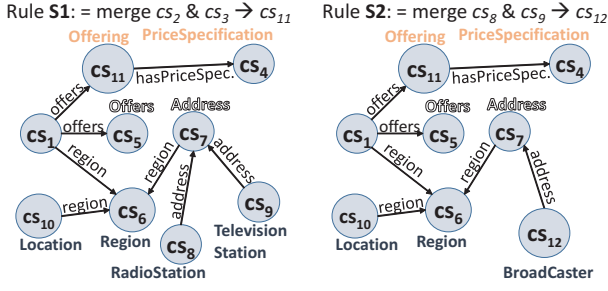 Rule S1: = merge cs2 & cs3 → cs11
Offering PriceSpecification
cs11
hasPriceSpec.
cs4
offers
Offers
Address
cs1
offers
cs5
cs7
region
region
address
address
cs10
region
cs6
cs9
Location
Region
Television
Station
cs8
RadioStation
Rule S2: = merge cs8 & cs9 → cs12
Offering PriceSpecification
cs11
hasPriceSpec.
cs4
offers
Offers
Address
cs1
offers
cs5
cs7
region
region
address
cs10
region
cs6
cs12
Location
Region
BroadCaster